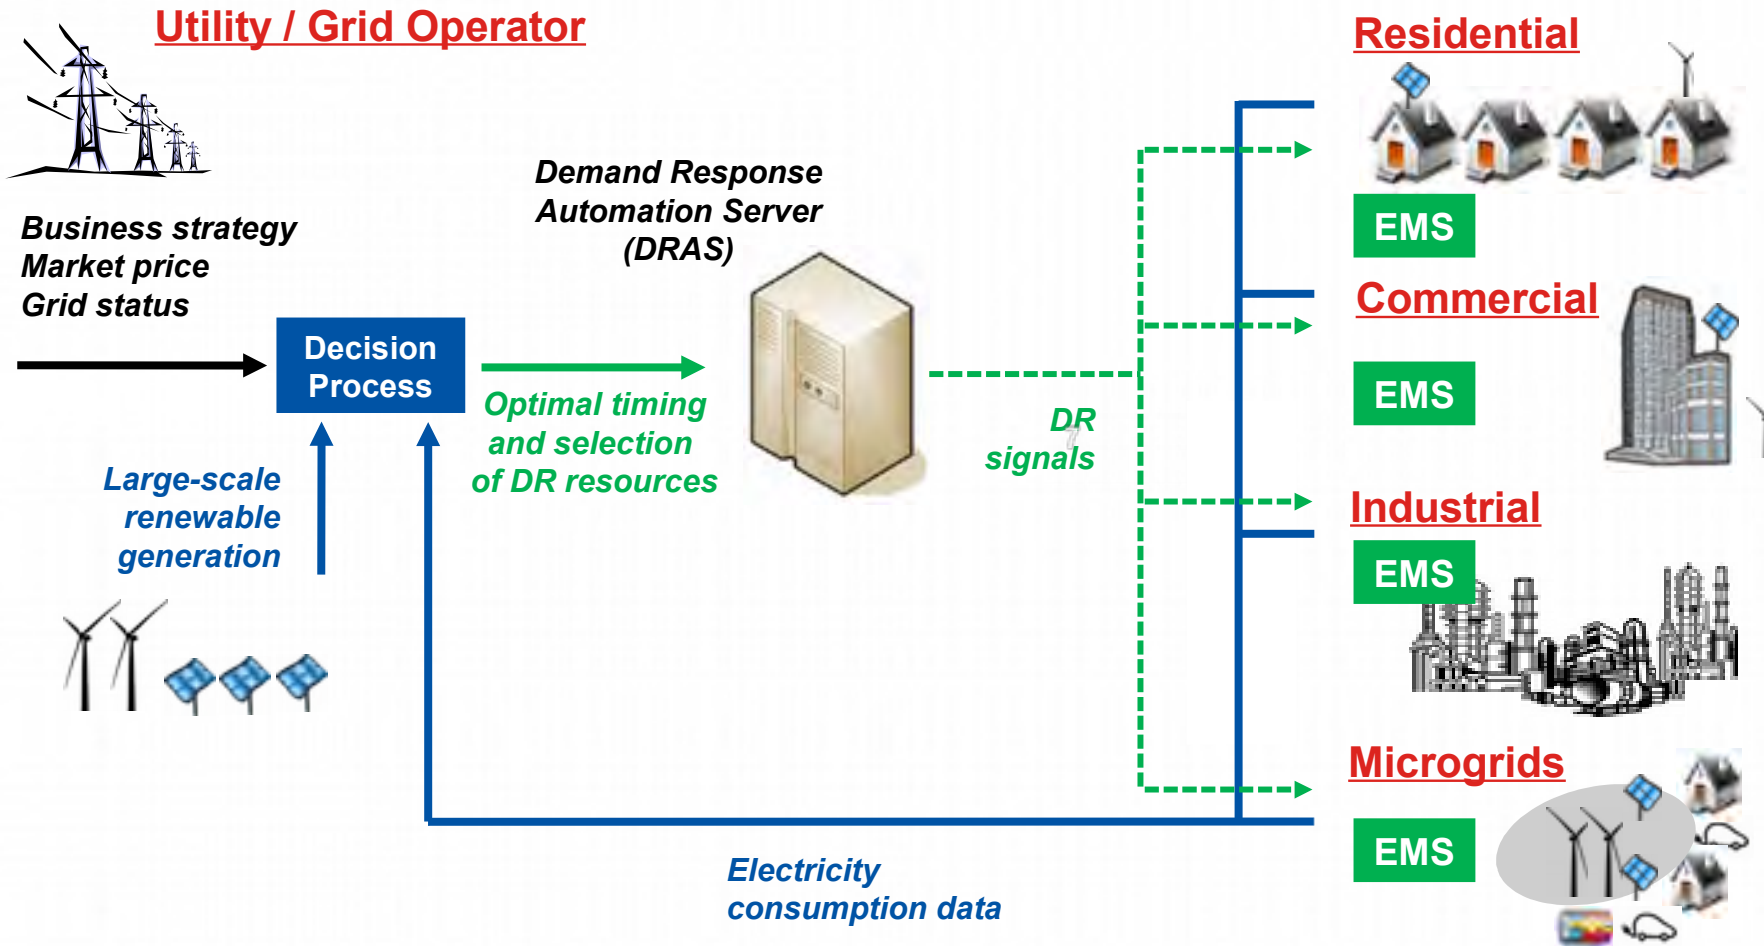 Utility / Grid Operator
Business strategy
Market price
Grid status
Decision
Process
Large-scale
renewable
generation
Optimal timing
and selection
of DR resources
Demand Response
Automation Server
(DRAS)
DR
signals
7
Electricity
consumption data
Residential
EMS
Commercial
EMS
Industrial
EMS
Microgrids
EMS